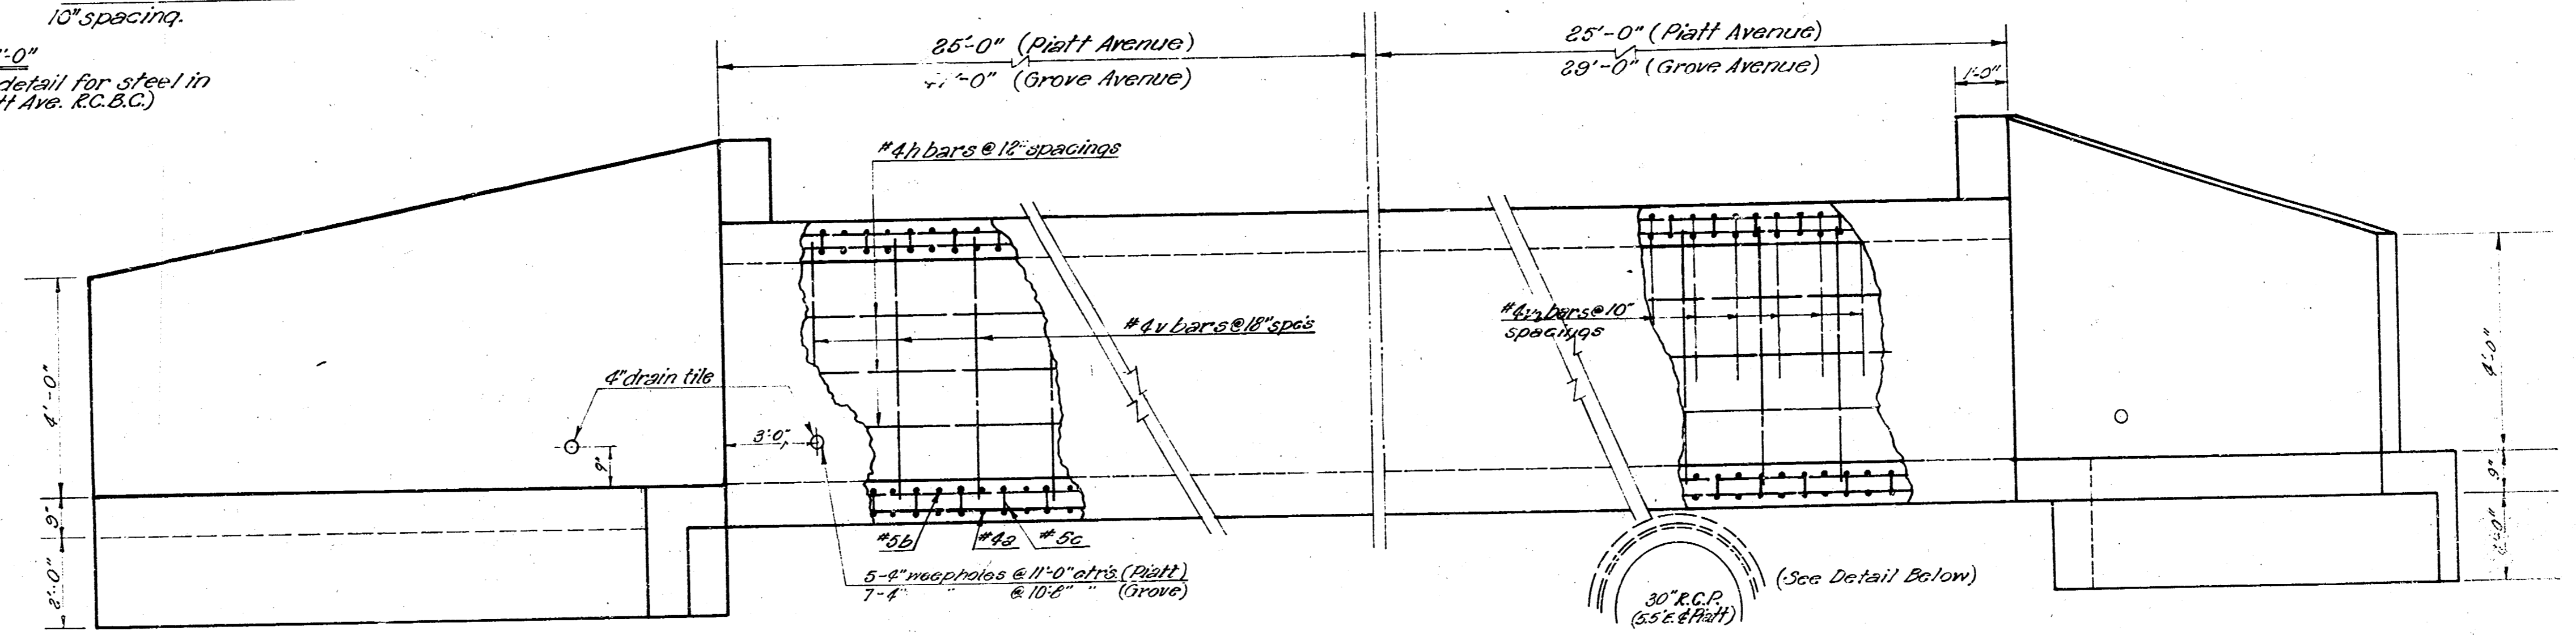 10" spacing.
'-0"
detail for steel in
tt Ave. R.C.B.C.)
25'-0" (Piatt Avenue)
'-0" (Grove Avenue)
25'-0" (Piatt Avenue)
29'-0" (Grove Avenue)
1'-0"
#4h bars @ 12" spacings
#4v bars @ 18" spc's
bars @ 10"
spacings
4" drain tile
3'-0"
9"
4'-0"
9"
2'-0"
4'-0"
9"
#5b
#4a
#5c
5-4" weepholes @ 11'-0" ctr's. (Piatt)
7-4" " @ 10'-8" " (Grove)
30" R.C.P.
(5.5' E. ℄ Piatt)
(See Detail Below)